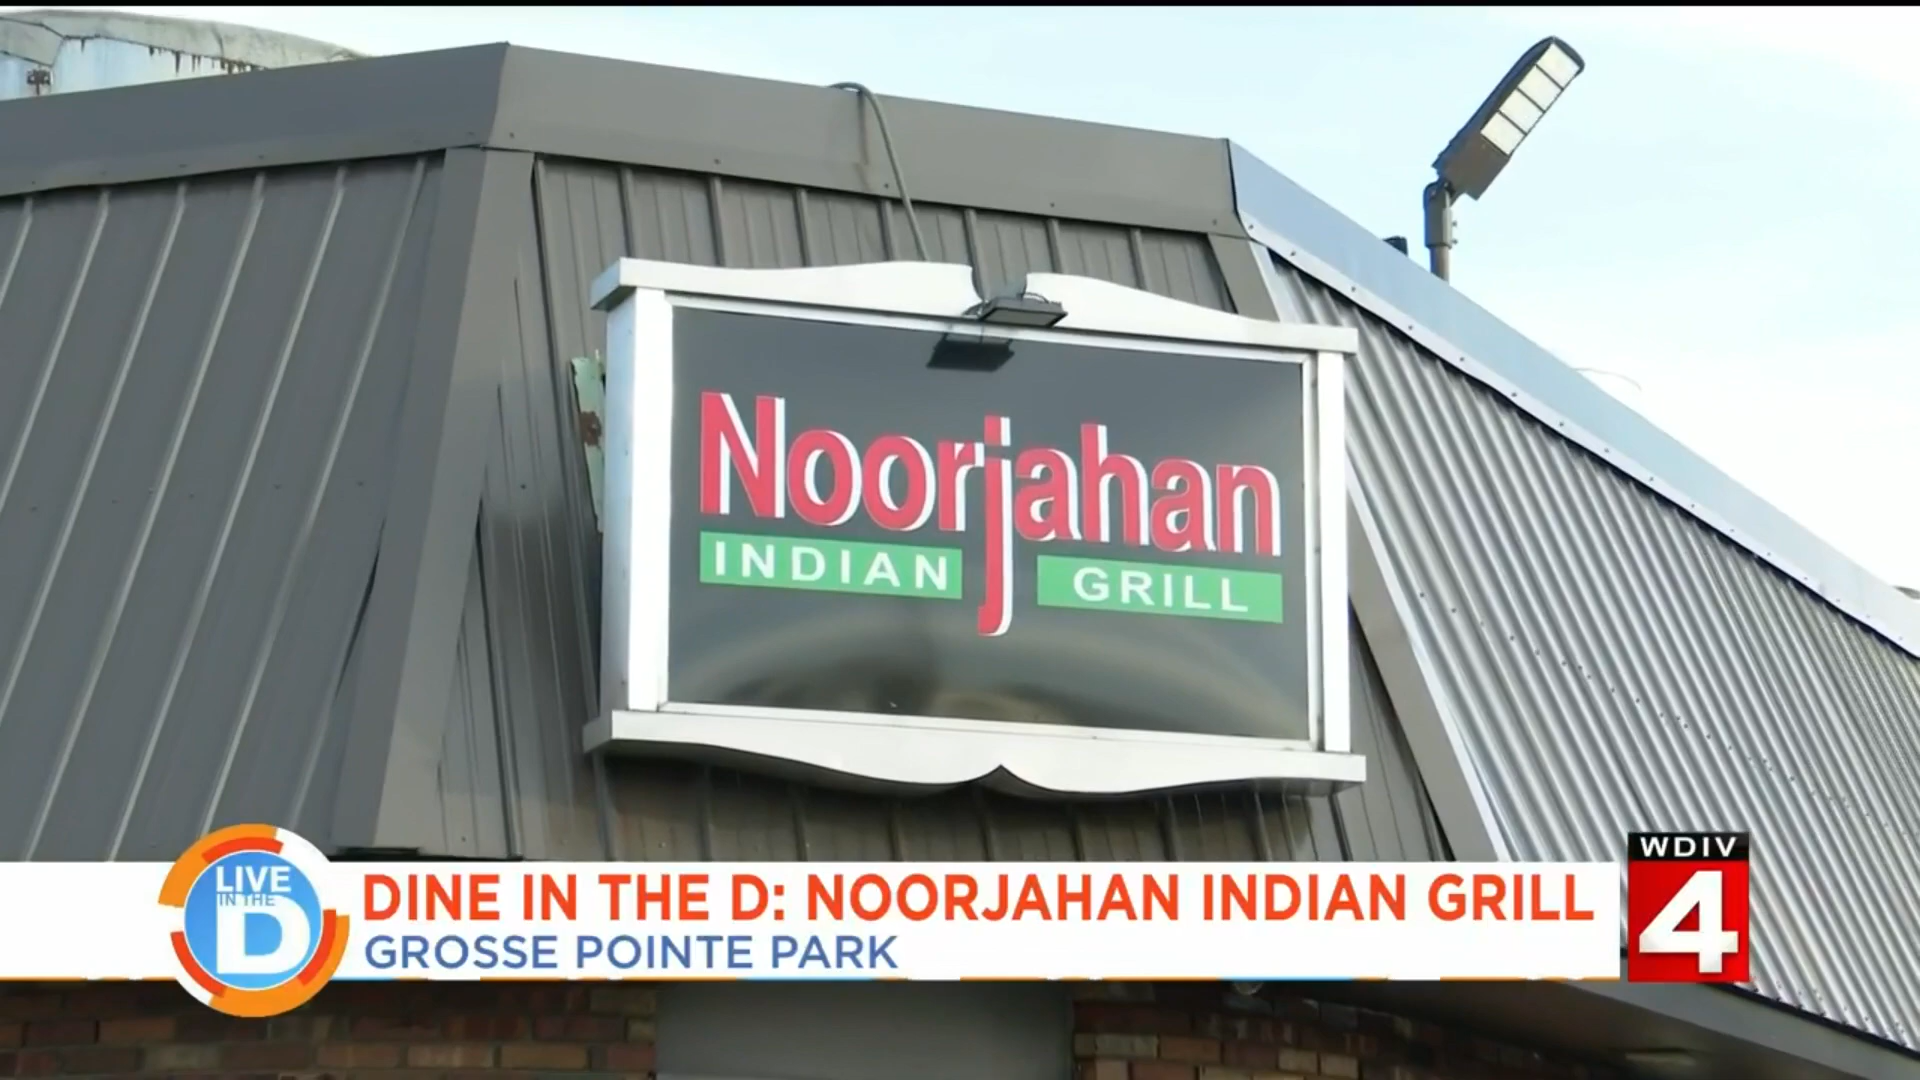 Noorjahan
INDIAN GRILL
LIVE
IN THE
D
DINE IN THE D: NOORJAHAN INDIAN GRILL
GROSSE POINTE PARK
WDIV
4